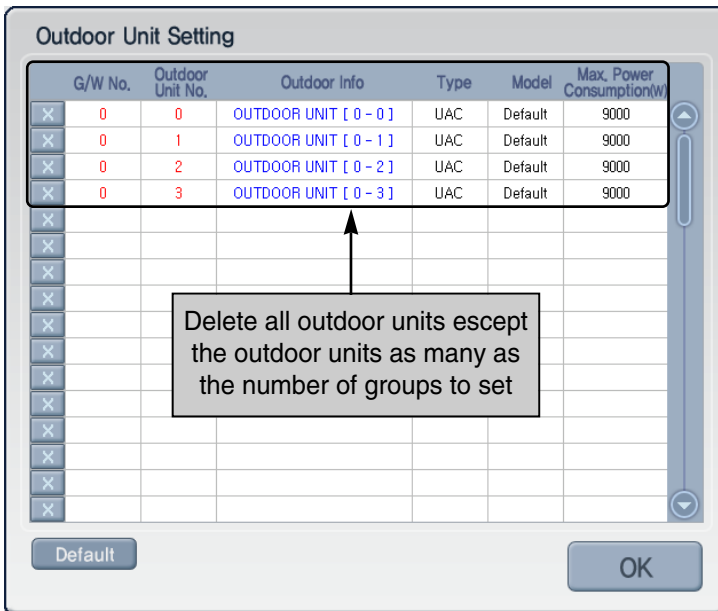 Outdoor Unit Setting
G/W No. Outdoor Unit No. Outdoor Info Type Model Max. Power Consumption(W)
X 0 0 OUTDOOR UNIT [ 0 - 0 ] UAC Default 9000
X 0 1 OUTDOOR UNIT [ 0 - 1 ] UAC Default 9000
X 0 2 OUTDOOR UNIT [ 0 - 2 ] UAC Default 9000
X 0 3 OUTDOOR UNIT [ 0 - 3 ] UAC Default 9000
X
X
X
X
X
X
X
X
X
X
X
X
Delete all outdoor units escept
the outdoor units as many as
the number of groups to set
Default
OK